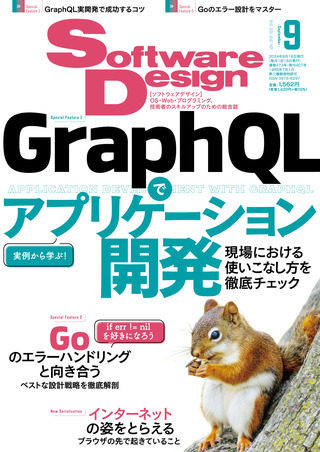 Special Feature 1
GraphQL実開発で成功するコツ
Special Feature 2
Goのエラー設計をマスター
Software
Design
[ソフトウェアデザイン]
OS・Web・プログラミング、
技術者のスキルアップのための総合誌
September
9
定価1,562円
Special Feature 1
GraphQL
で
APPLICATION DEVELOPMENT WITH GRAPHQL
アプリケーション
実例から学ぶ!
開発
現場における
使いこなし方を
徹底チェック
Special Feature 2
if err != nil
を好きになろう
Go
のエラーハンドリング
と向き合う
ベストな設計戦略を徹底解剖
New Serialization
インターネット
の姿をとらえる
ブラウザの先で起きていること